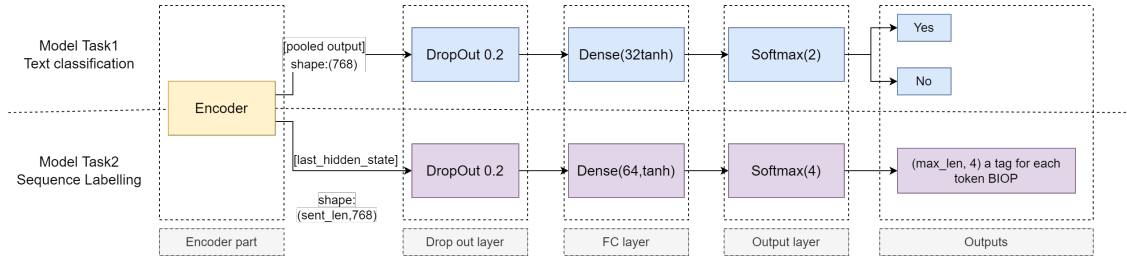 Model Task1
Text classification
[pooled output]
shape:(768)
DropOut 0.2
Dense(32tanh)
Softmax(2)
Yes
No
Encoder
Model Task2
Sequence Labelling
[last_hidden_state]
shape:
(sent_len,768)
DropOut 0.2
Dense(64,tanh)
Softmax(4)
(max_len, 4) a tag for each
token BIOP
Encoder part
Drop out layer
FC layer
Output layer
Outputs